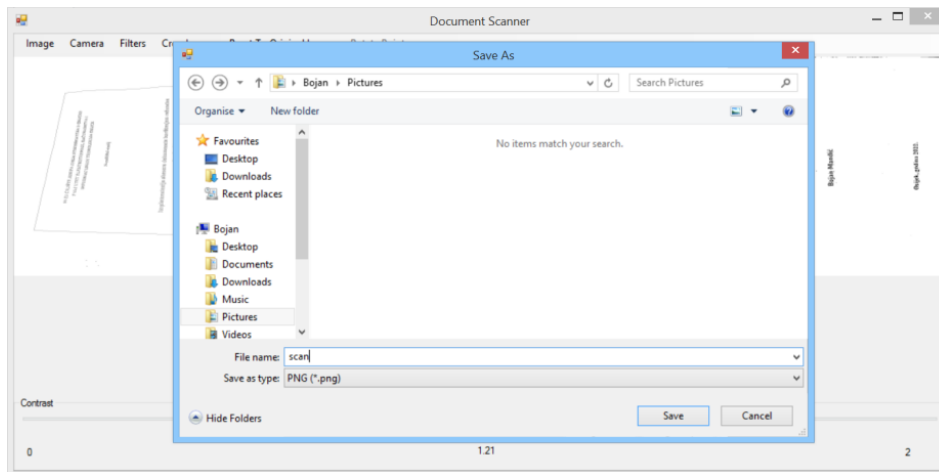 Document Scanner
Image Camera Filters
Save As
Bojan Pictures
Search Pictures
Organise New folder
Favourites
Desktop
Downloads
Recent places
No items match your search.
Bojan
Desktop
Documents
Downloads
Music
Pictures
Videos
File name: scan
Save as type: PNG (*.png)
Hide Folders
Save Cancel
Contrast
0 1.21 2